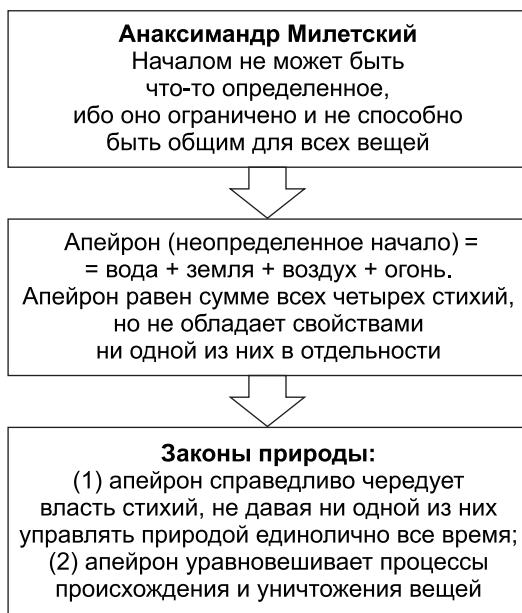 Анаксимандр Милетский
Началом не может быть
что-то определенное,
ибо оно ограничено и не способно
быть общим для всех вещей
Апейрон (неопределенное начало) =
= вода + земля + воздух + огонь.
Апейрон равен сумме всех четырех стихий,
но не обладает свойствами
ни одной из них в отдельности
Законы природы:
(1) апейрон справедливо чередует
власть стихий, не давая ни одной из них
управлять природой единолично все время;
(2) апейрон уравновешивает процессы
происхождения и уничтожения вещей